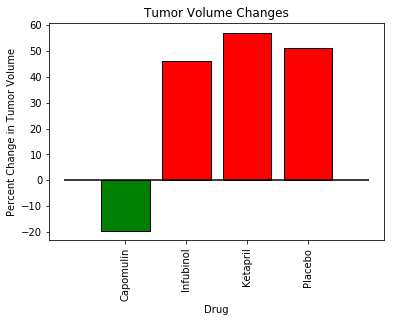 Tumor Volume Changes
Percent Change in Tumor Volume
60
50
40
30
20
10
0
−10
−20
Capomulin
Infubinol
Ketapril
Placebo
Drug